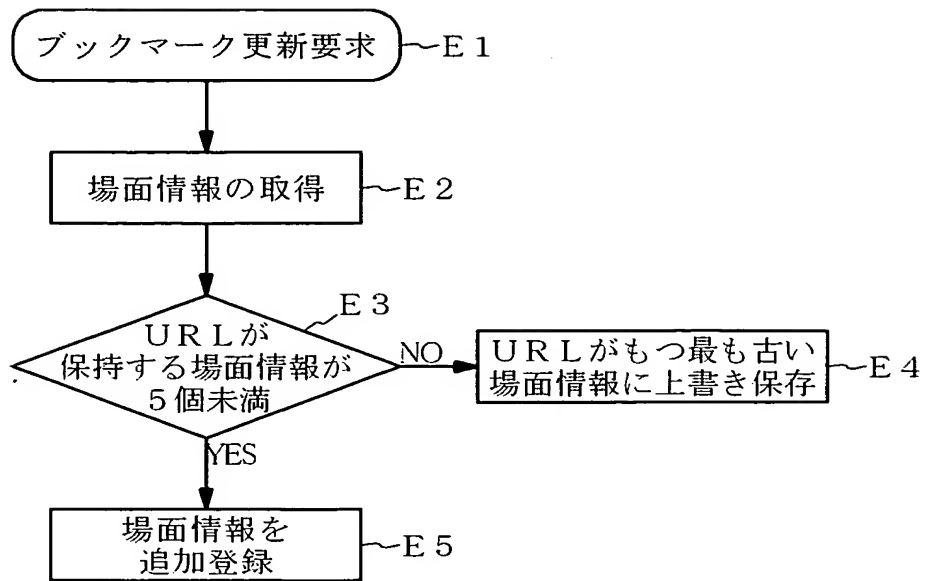 ブックマーク更新要求
E1
場面情報の取得
E2
E3
URLが
保持する場面情報が
5個未満
NO
URLがもつ最も古い
場面情報に上書き保存
E4
YES
場面情報を
追加登録
E5